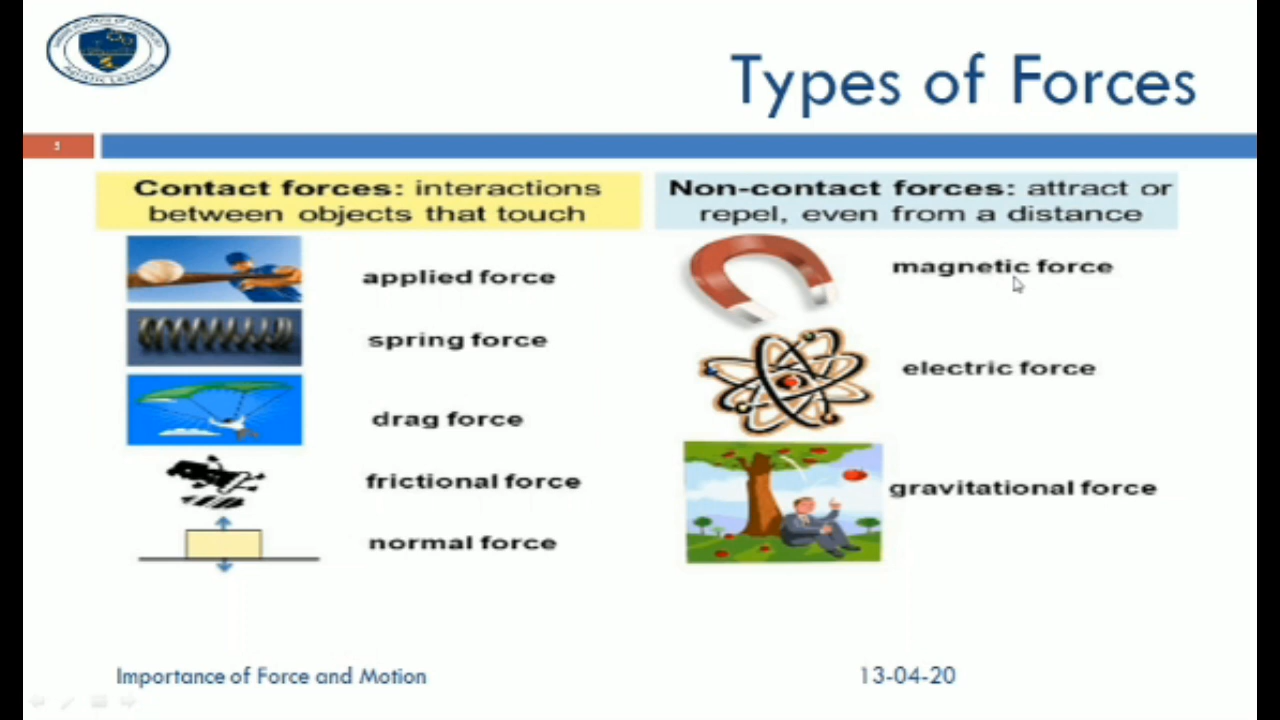 Types of Forces
5
Contact forces: interactions
between objects that touch
applied force
spring force
drag force
frictional force
normal force
Non-contact forces: attract or
repel, even from a distance
magnetic force
electric force
gravitational force
Importance of Force and Motion
13-04-20